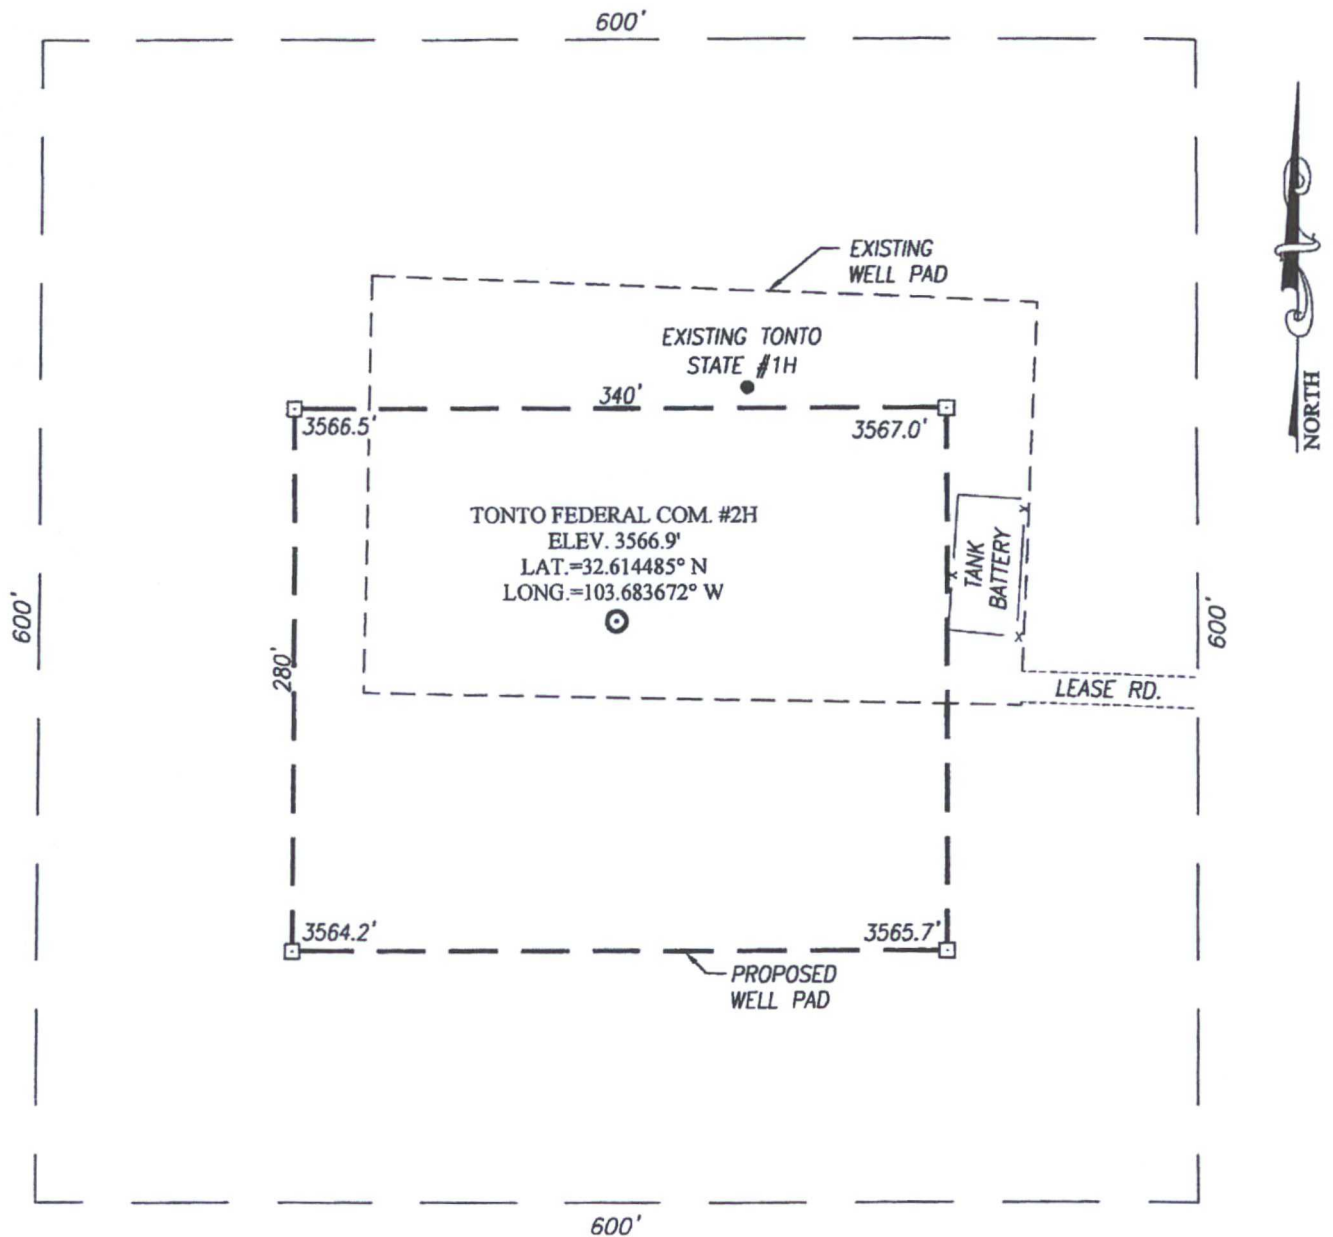 600'
EXISTING
WELL PAD
EXISTING TONTO
STATE #1H
340'
3566.5'
3567.0'
NORTH
TONTO FEDERAL COM. #2H
ELEV. 3566.9'
LAT.=32.614485° N
LONG.=103.683672° W
TANK
BATTERY
600'
600'
280'
LEASE RD.
3564.2'
3565.7'
PROPOSED
WELL PAD
600'